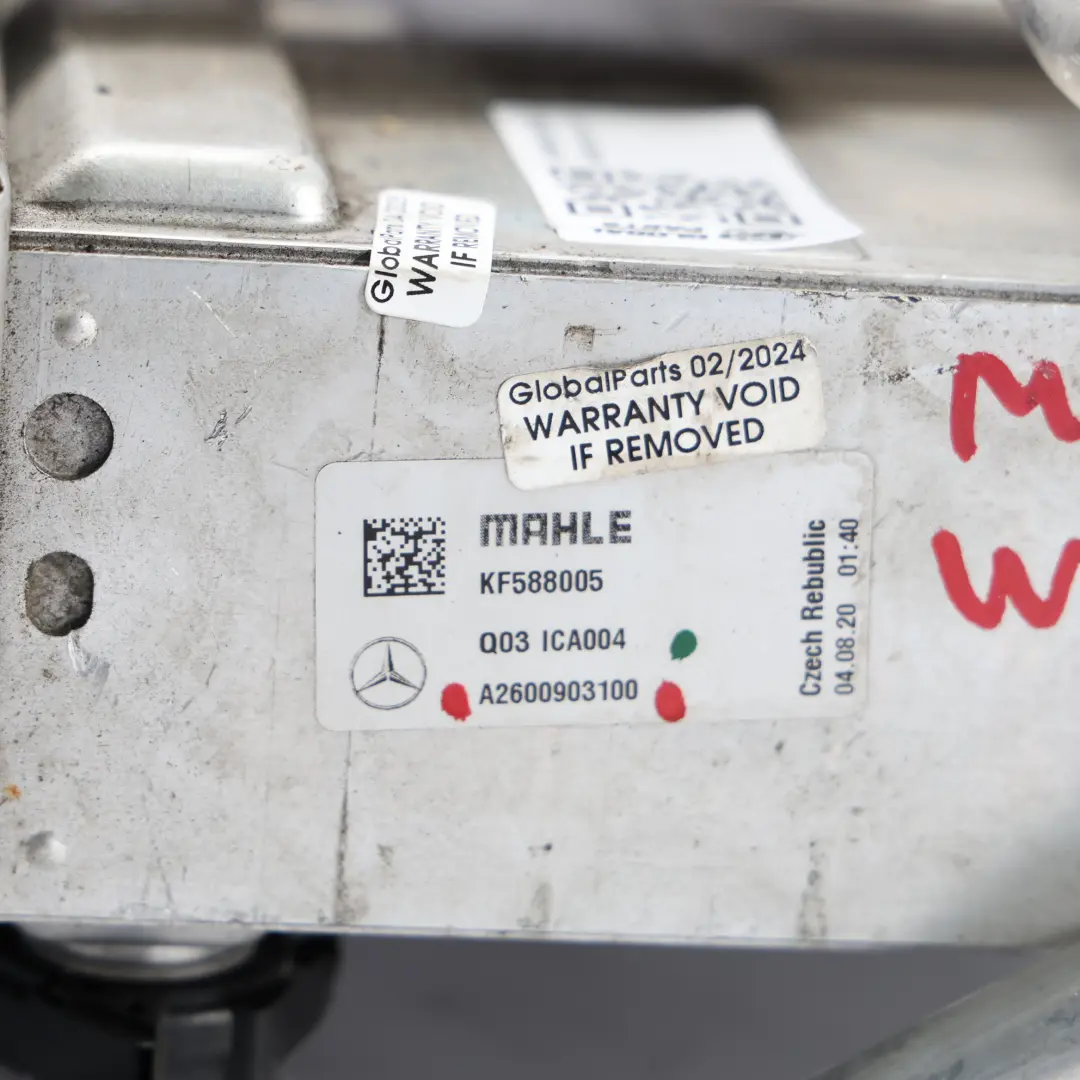 GlobalParts
WARRANTY VOID
IF REMOVED
GlobalParts 02/2024
WARRANTY VOID
IF REMOVED
MAHLE
KF588005
Q03 ICA004
A2600903100
Czech Rebublic
04.08.20 01:40
M
W